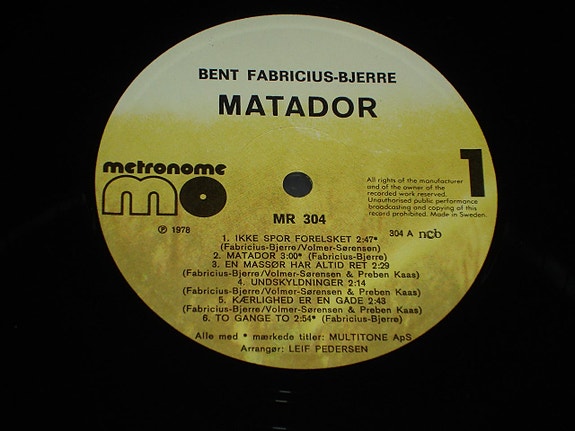 BENT FABRICIUS-BJERRE
MATADOR
metronome
mo
1
All rights of the manufacturer
and of the owner of the
recorded work reserved.
Unauthorised public performance
broadcasting and copying of this
record prohibited. Made in Sweden.
MR 304
℗ 1978
304 A ncb
1. IKKE SPOR FORELSKET 2:47*
(Fabricius-Bjerre/Volmer-Sørensen)
2. MATADOR 3:00* (Fabricius-Bjerre)
3. EN MASSØR HAR ALTID RET 2:29
(Fabricius-Bjerre/Volmer-Sørensen & Preben Kaas)
4. UNDSKYLDNINGER 2:14
(Fabricius-Bjerre/Volmer-Sørensen & Preben Kaas)
5. KÆRLIGHED ER EN GADE 2:43
(Fabricius-Bjerre/Volmer-Sørensen & Preben Kaas)
6. TO GANGE TO 2:54* (Fabricius-Bjerre)
Alle med * mærkede titler: MULTITONE ApS
Arrangør: LEIF PEDERSEN